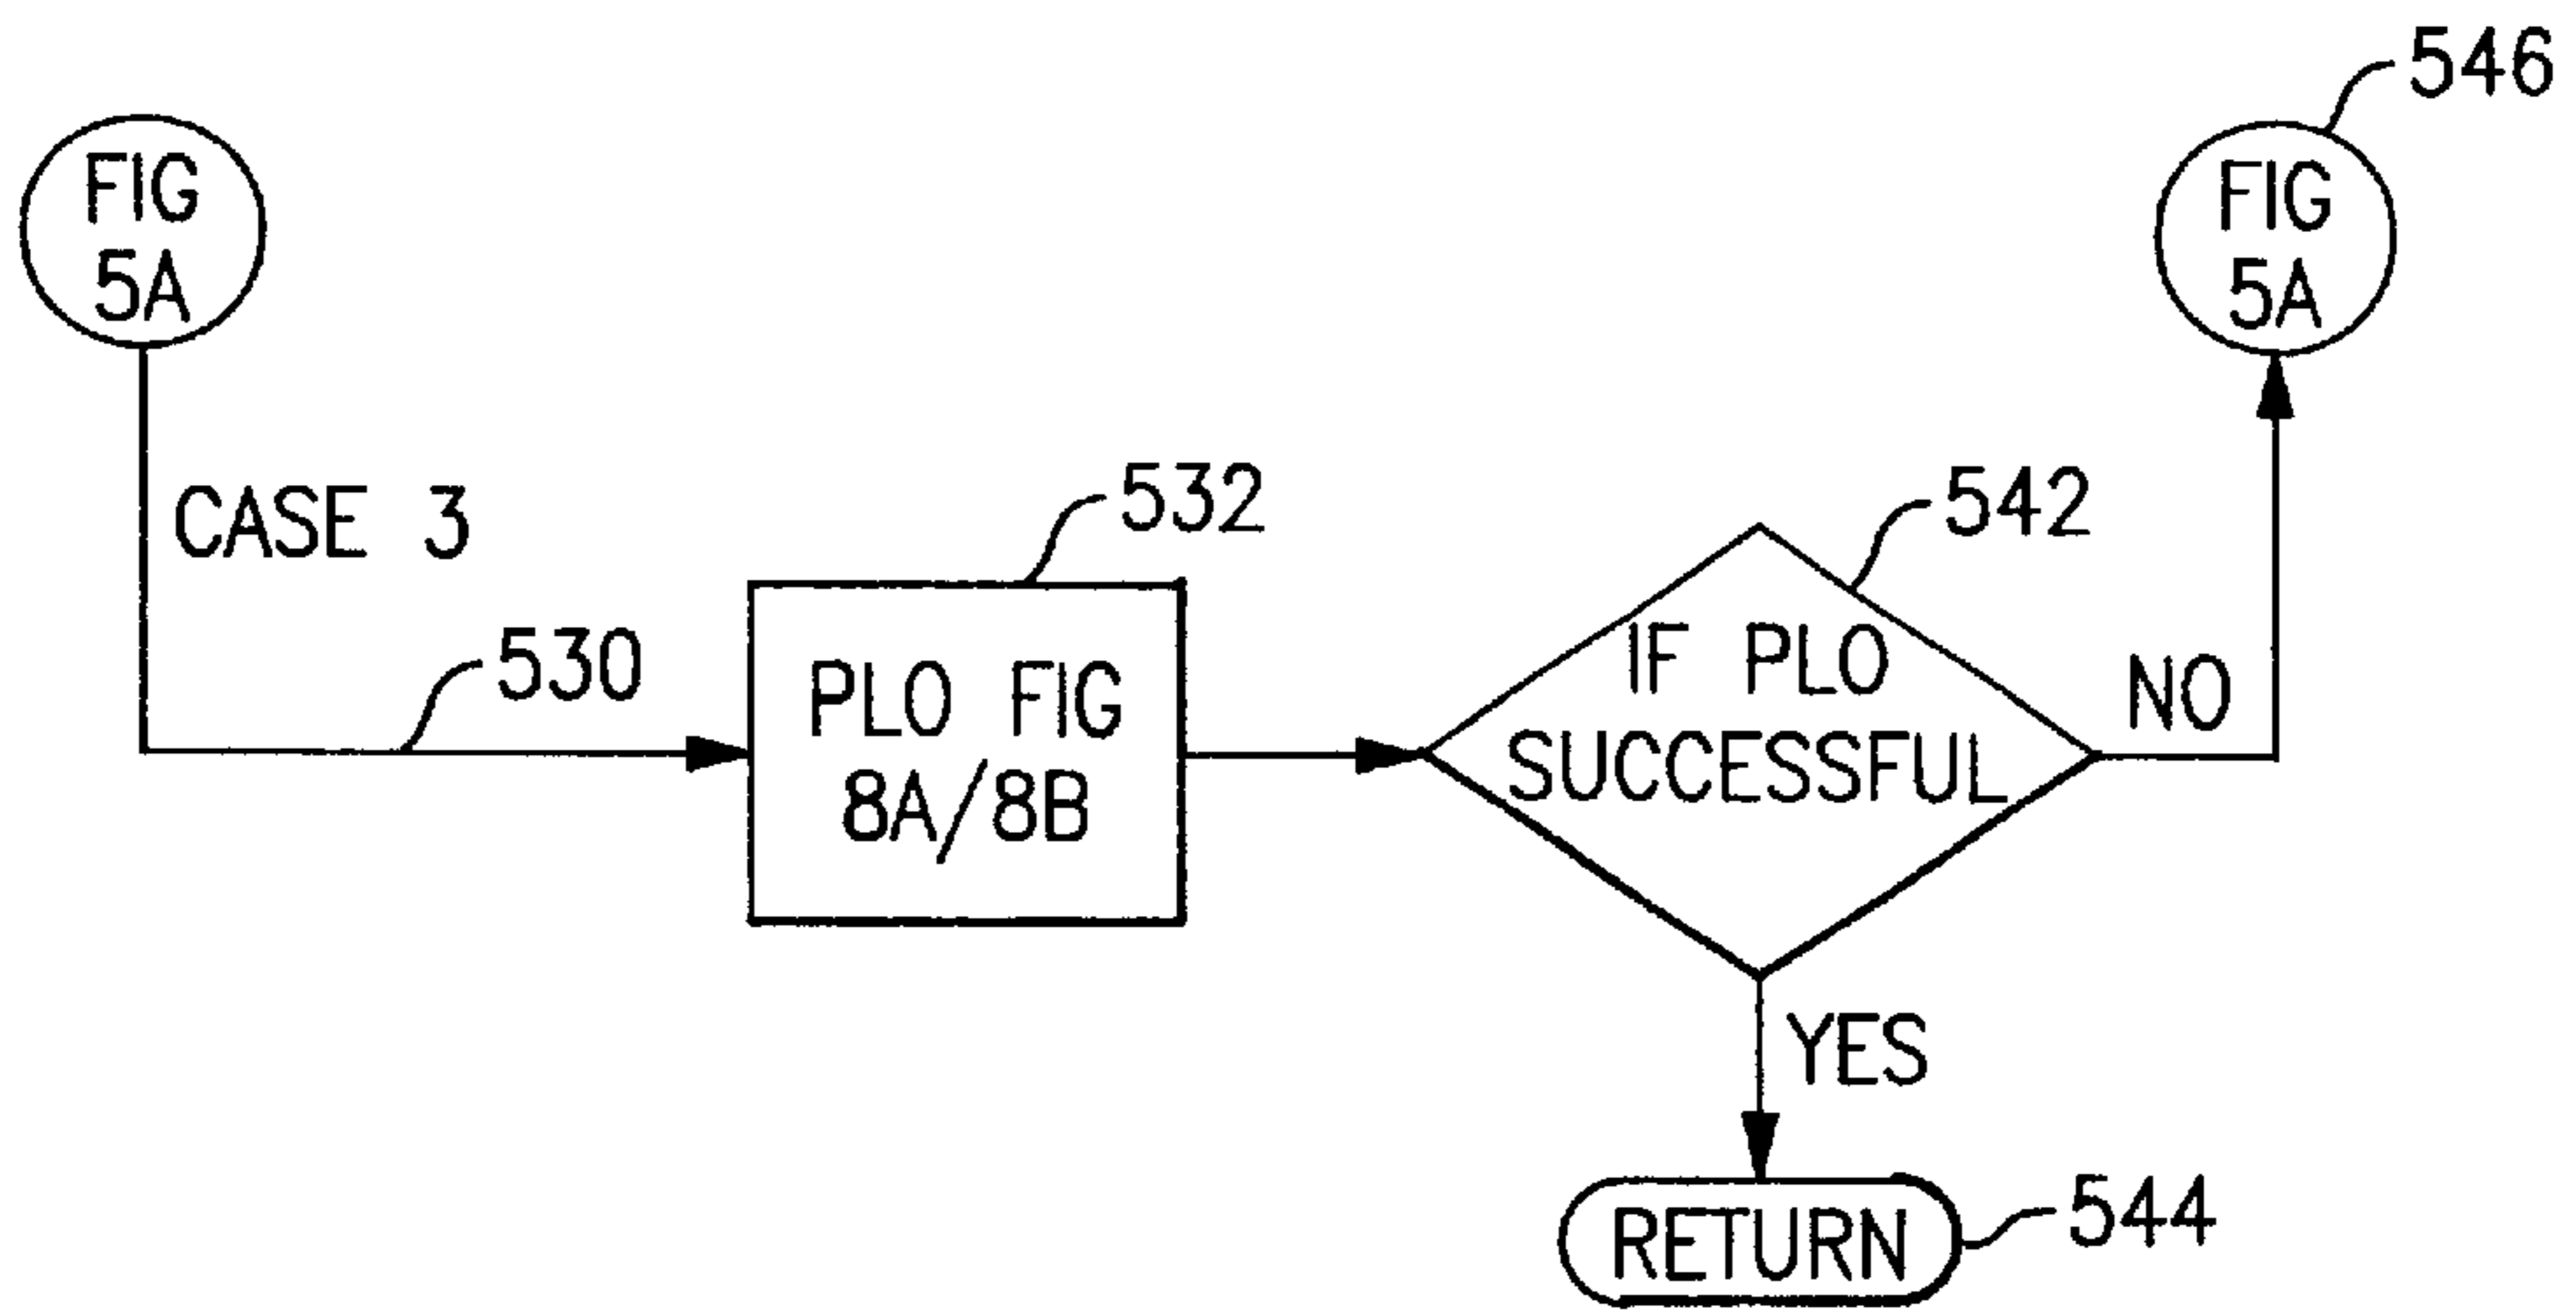 FIG
5A
CASE 3
530
PLO FIG
8A/8B
532
IF PLO
SUCCESSFUL
542
NO
FIG
5A
546
YES
RETURN
544